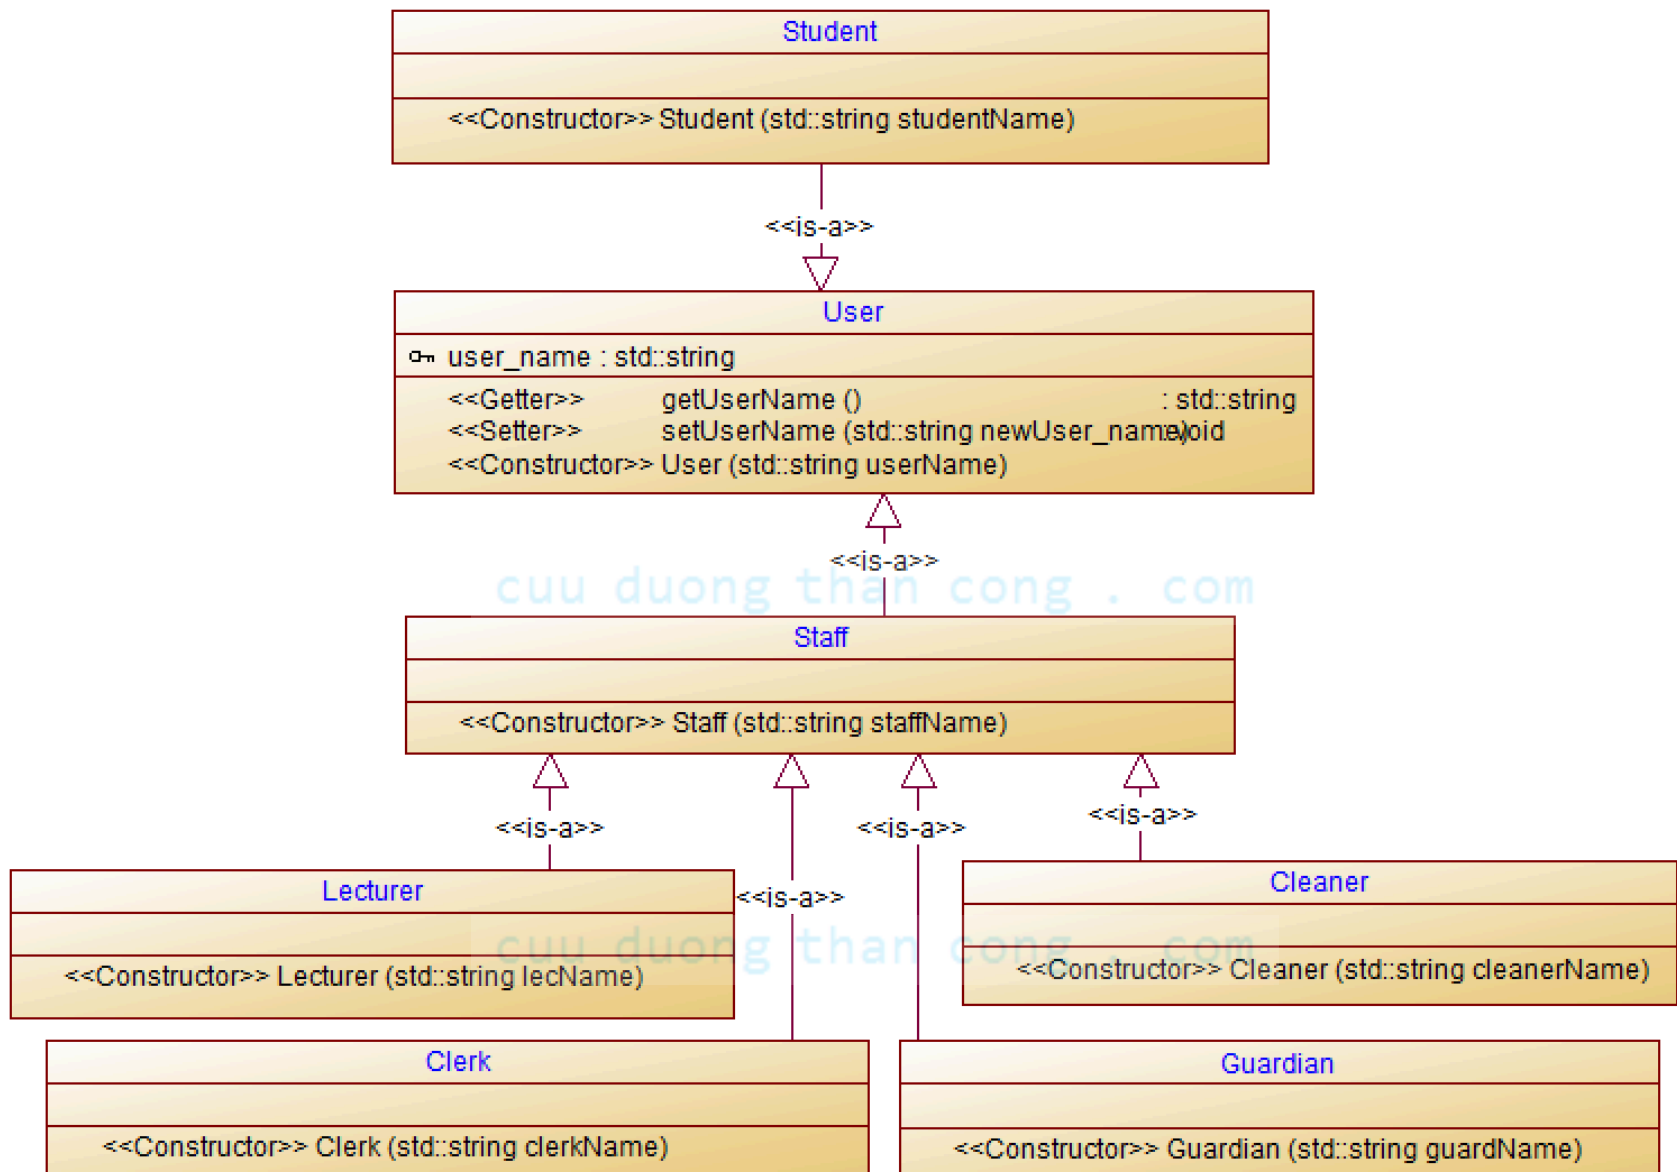 Student
<<Constructor>> Student (std::string studentName)
<<is-a>>
User
user_name : std::string
<<Getter>> getUserName () : std::string
<<Setter>> setUserName (std::string newUser_name) : void
<<Constructor>> User (std::string userName)
<<is-a>>
cuu duong than cong . com
Staff
<<Constructor>> Staff (std::string staffName)
<<is-a>> <<is-a>> <<is-a>>
Lecturer
<<is-a>>
Cleaner
cuu duong than cong . com
<<Constructor>> Lecturer (std::string lecName)
<<Constructor>> Cleaner (std::string cleanerName)
Clerk
Guardian
<<Constructor>> Clerk (std::string clerkName)
<<Constructor>> Guardian (std::string guardName)